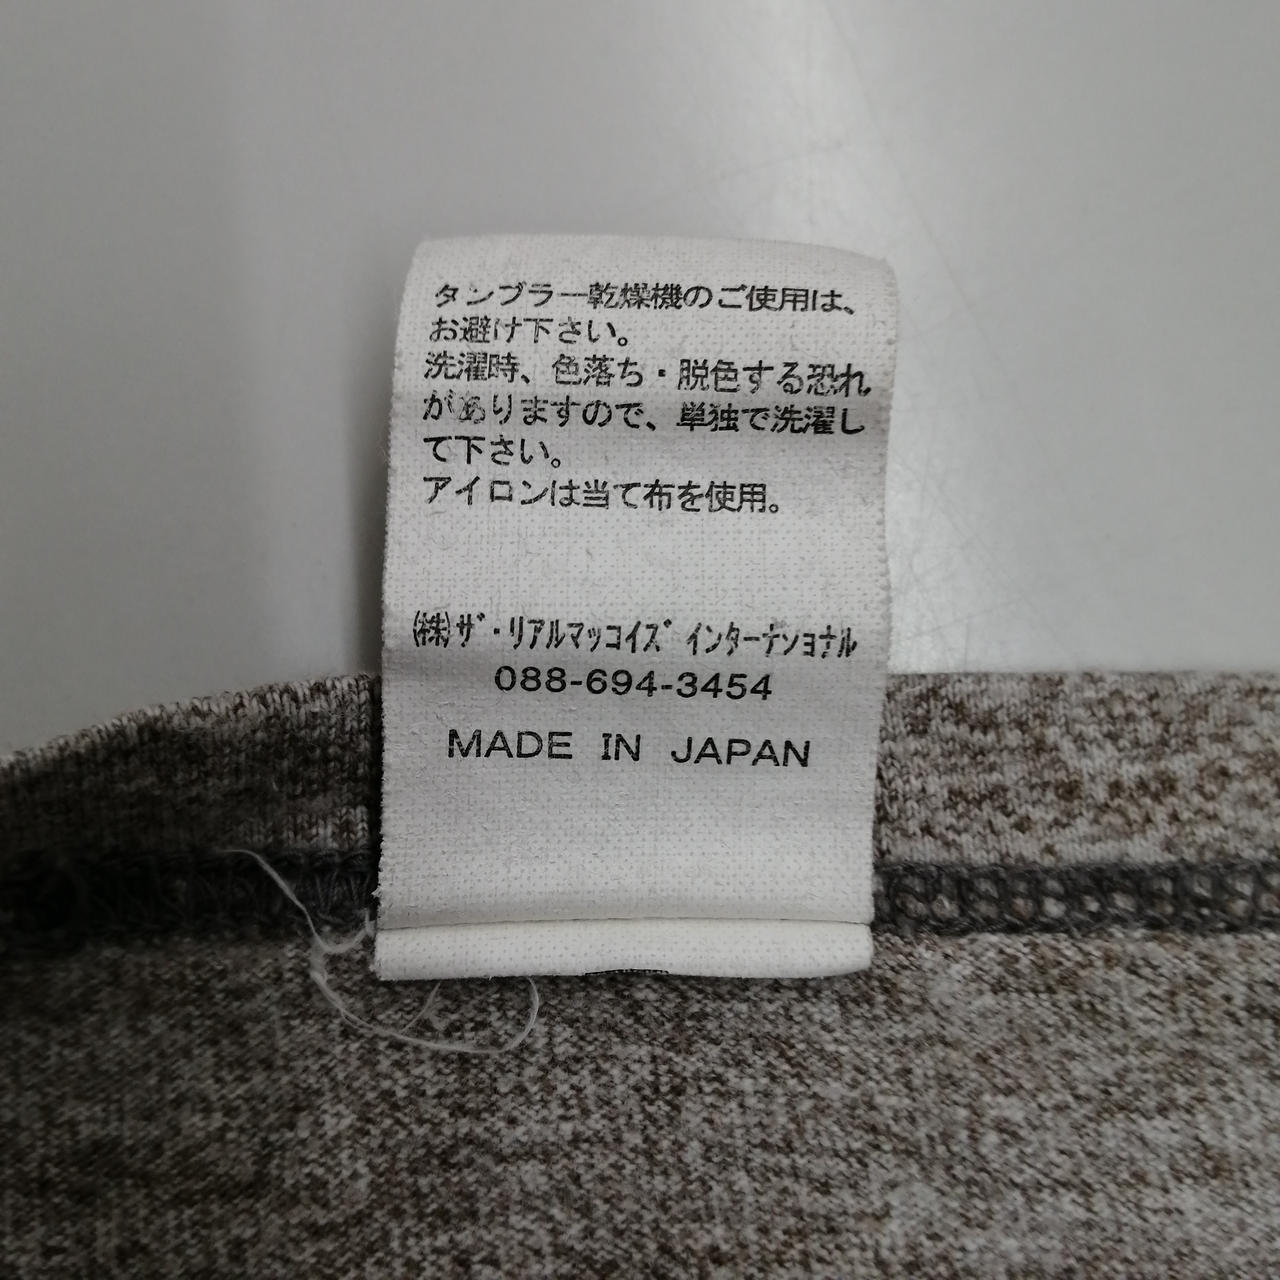 タンブラー乾燥機のご使用は、
お避け下さい。
洗濯時、色落ち・脱色する恐れ
がありますので、単独で洗濯し
て下さい。
アイロンは当て布を使用。
㈱ザ・リアルマッコイズ インターナショナル
088-694-3454
MADE IN JAPAN